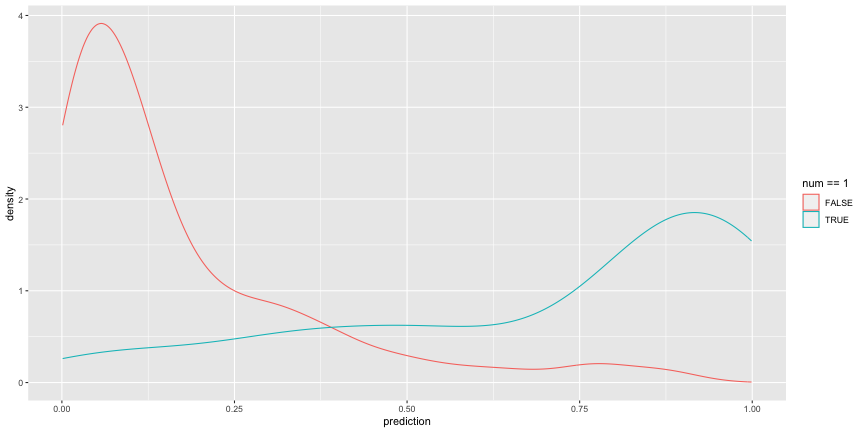 4
3
2
1
0
density
0.00 0.25 0.50 0.75 1.00
prediction
num == 1
FALSE
TRUE